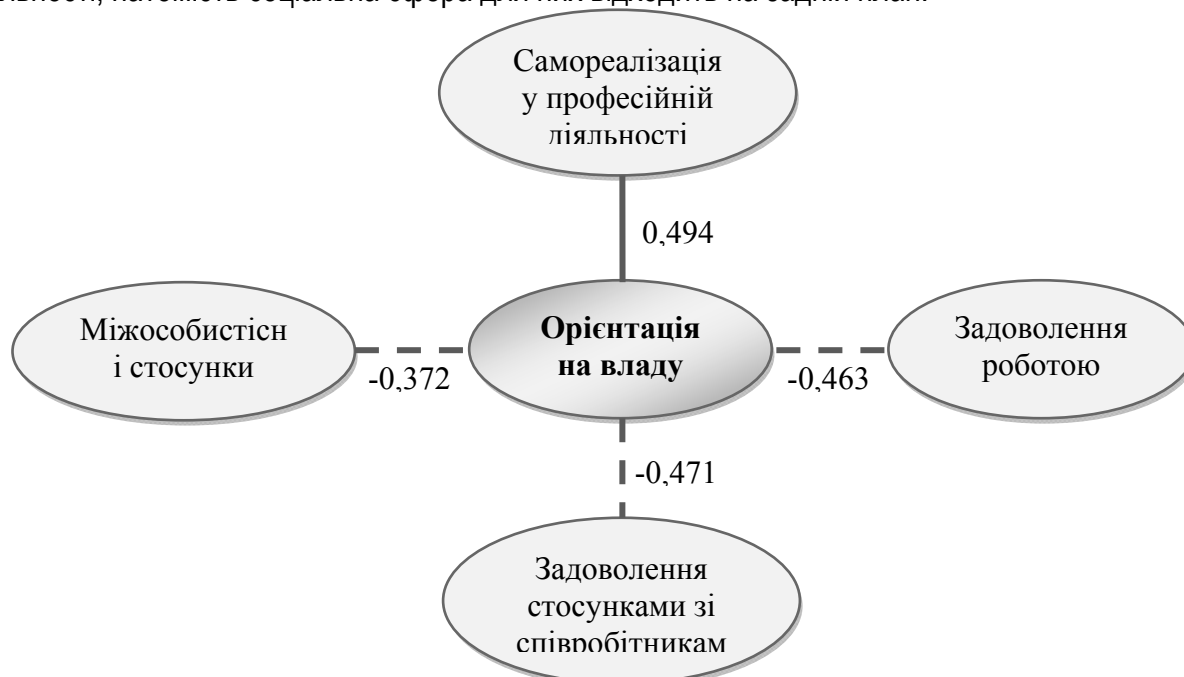 Самореалізація
у професійній
діяльності
0,494
Міжособистісн
і стосунки
-0,372
Орієнтація
на владу
-0,463
Задоволення
роботою
-0,471
Задоволення
стосунками зі
співробітникам